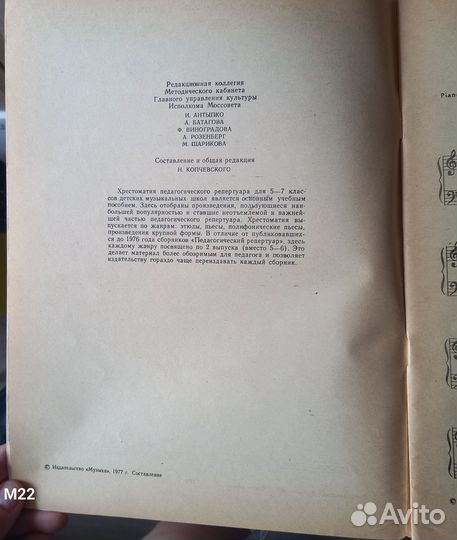 Редакционная коллегия
Методического кабинета
Главного управления культуры
Исполкома Моссовета
И. АНТЫПКО
А. БАТАГОВА
Ф. ВИНОГРАДОВА
А. РОЗЕНБЕРГ
М. ШАРИКОВА
Составление и общая редакция
Н. КОПЧЕВСКОГО
Хрестоматия педагогического репертуара для 5—7 клас-
сов детских музыкальных школ является основным учебным
пособием. Здесь отобраны произведения, пользующиеся наи-
большей популярностью и ставшие неотъемлемой и важней-
шей частью педагогического репертуара. Хрестоматия вы-
пускается по жанрам: этюды, пьесы, полифонические пьесы,
произведения крупной формы. В отличие от публиковавших-
ся до 1976 года сборников «Педагогический репертуар», здесь
каждому жанру посвящено по 2 выпуска (вместо 5—6). Это
делает материал более обозримым для педагога и позволяет
издательству гораздо чаще переиздавать каждый сборник.
© Издательство «Музыка», 1977 г. Составление
Pian
©
M22
Avito